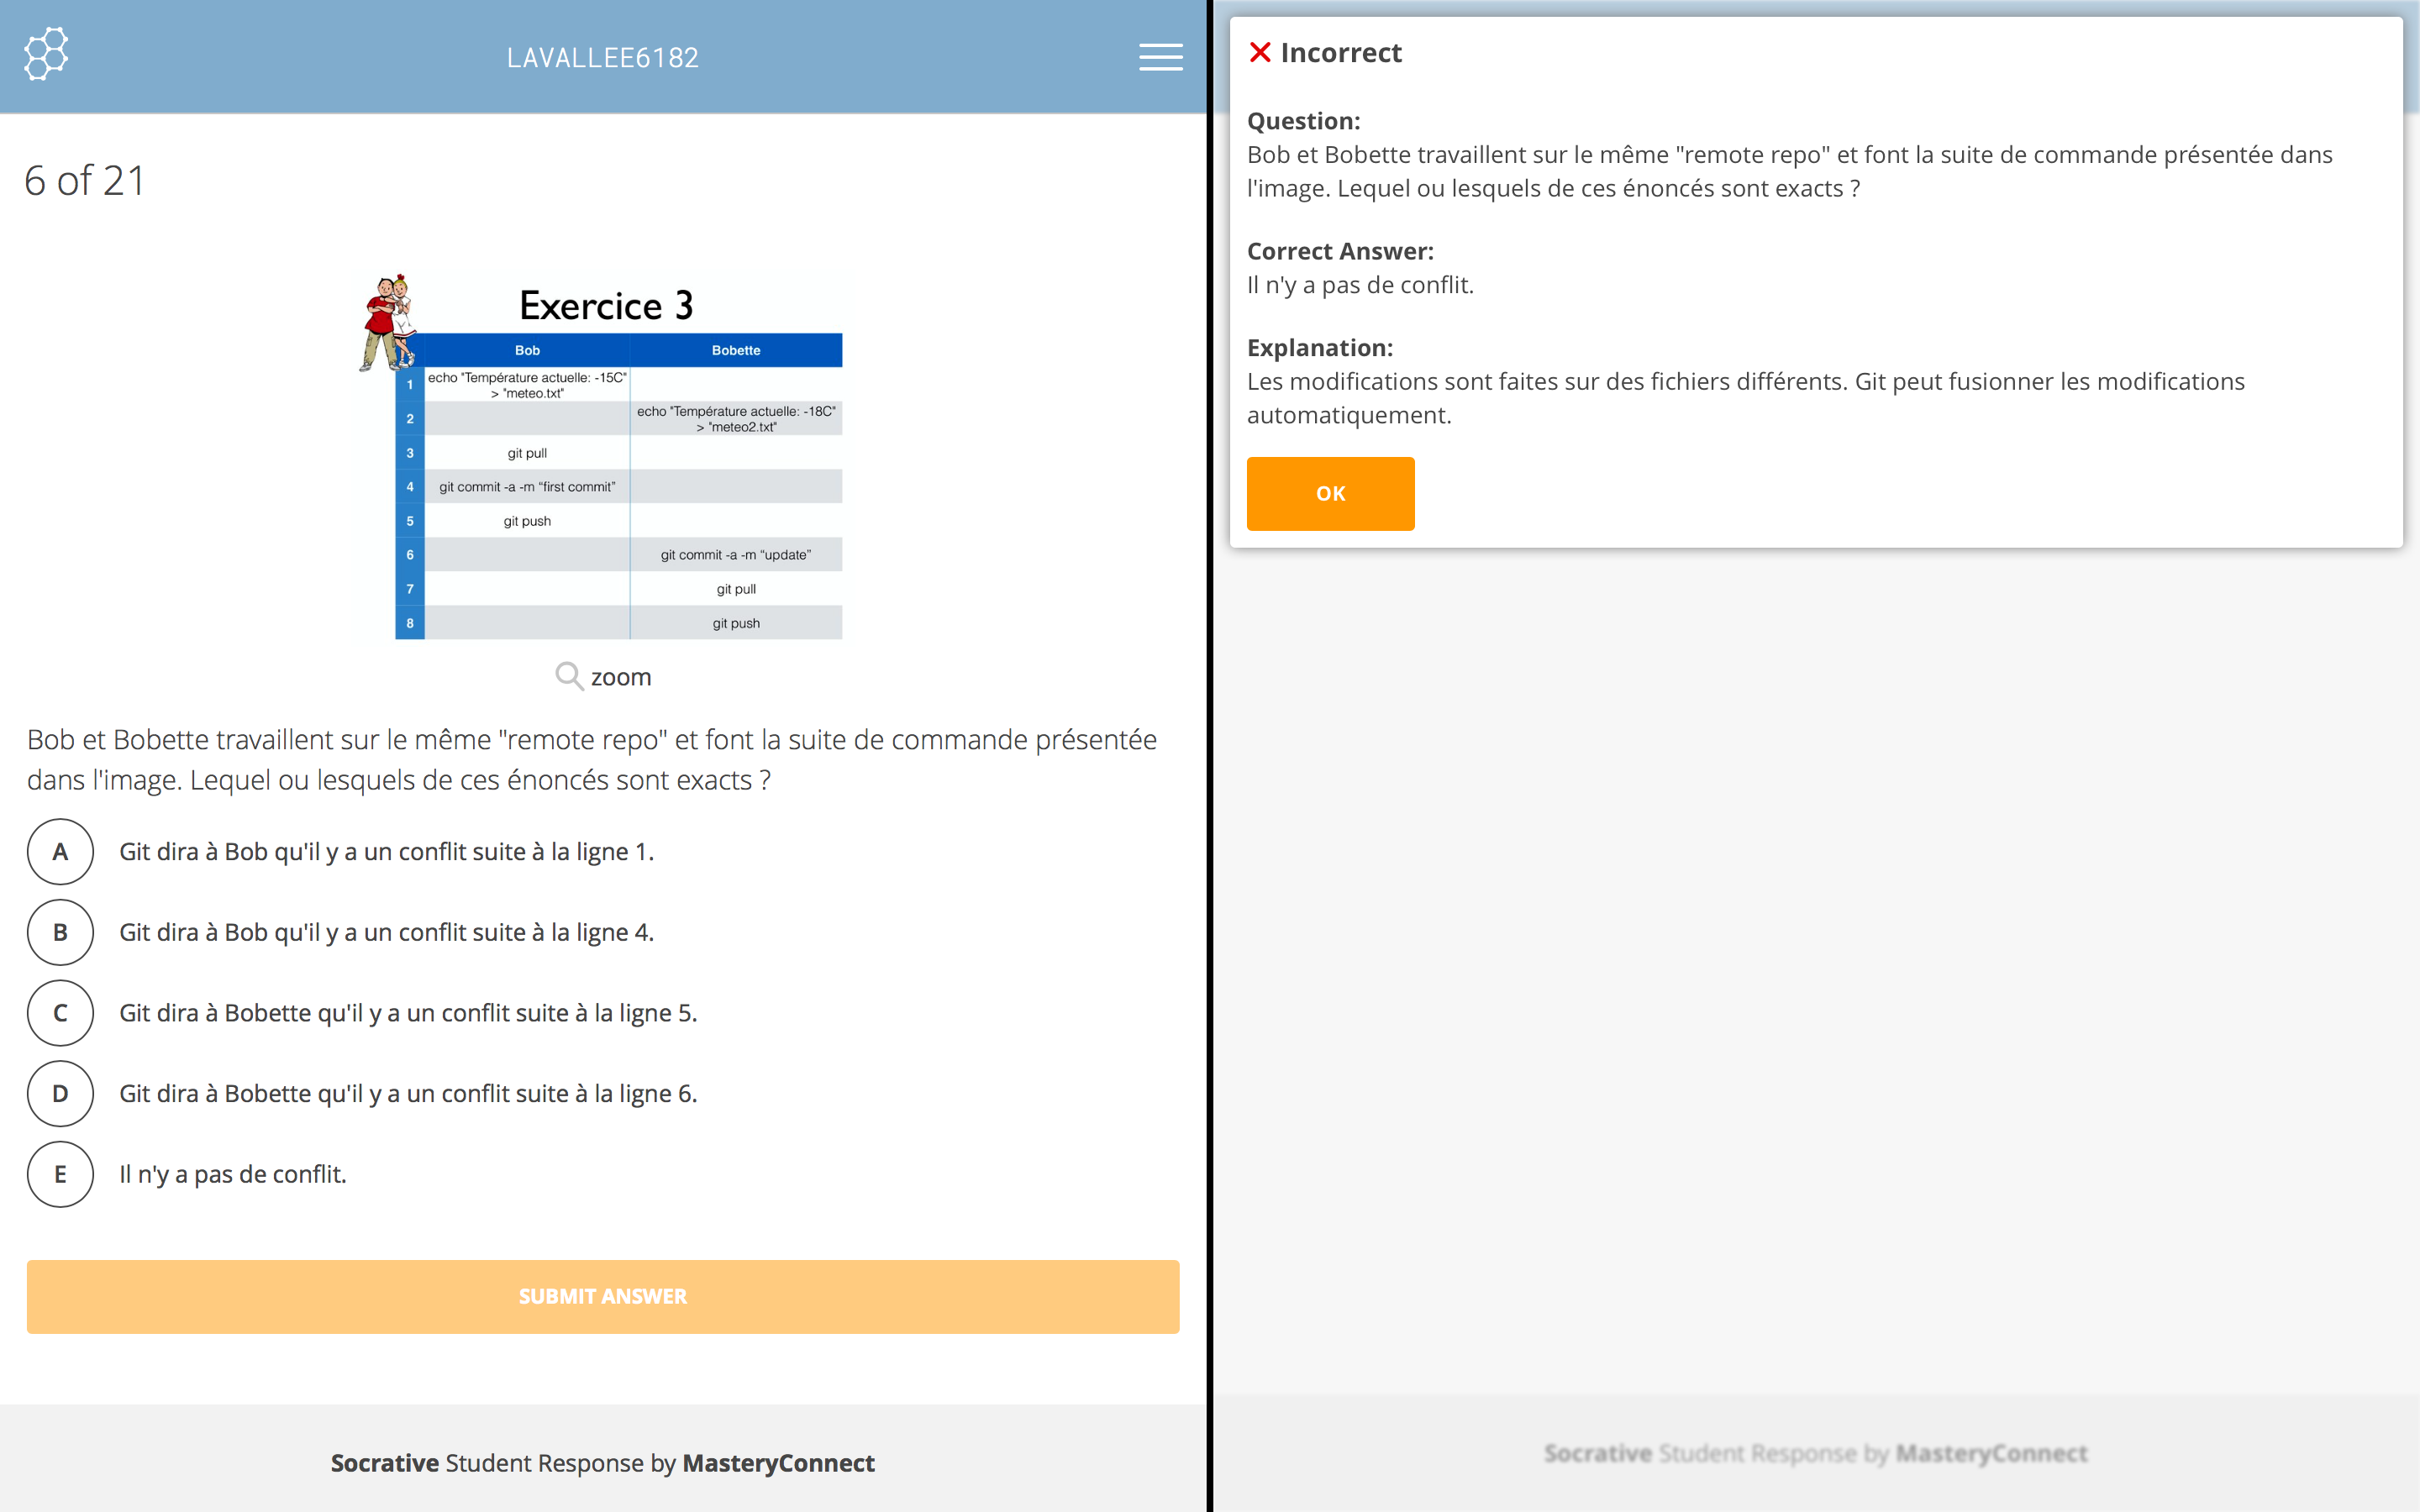 LAVALLEE6182
6 of 21
Exercice 3
Bob Bobette
1 echo "Température actuelle: -15C"
> "meteo.txt"
2 echo "Température actuelle: -18C"
> "meteo2.txt"
3 git pull
4 git commit -a -m “first commit”
5 git push
6 git commit -a -m “update”
7 git pull
8 git push
zoom
Bob et Bobette travaillent sur le même "remote repo" et font la suite de commande présentée
dans l'image. Lequel ou lesquels de ces énoncés sont exacts ?
A Git dira à Bob qu'il y a un conflit suite à la ligne 1.
B Git dira à Bob qu'il y a un conflit suite à la ligne 4.
C Git dira à Bobette qu'il y a un conflit suite à la ligne 5.
D Git dira à Bobette qu'il y a un conflit suite à la ligne 6.
E Il n'y a pas de conflit.
SUBMIT ANSWER
Socrative Student Response by MasteryConnect
Incorrect
Question:
Bob et Bobette travaillent sur le même "remote repo" et font la suite de commande présentée dans
l'image. Lequel ou lesquels de ces énoncés sont exacts ?
Correct Answer:
Il n'y a pas de conflit.
Explanation:
Les modifications sont faites sur des fichiers différents. Git peut fusionner les modifications
automatiquement.
OK
Socrative Student Response by MasteryConnect